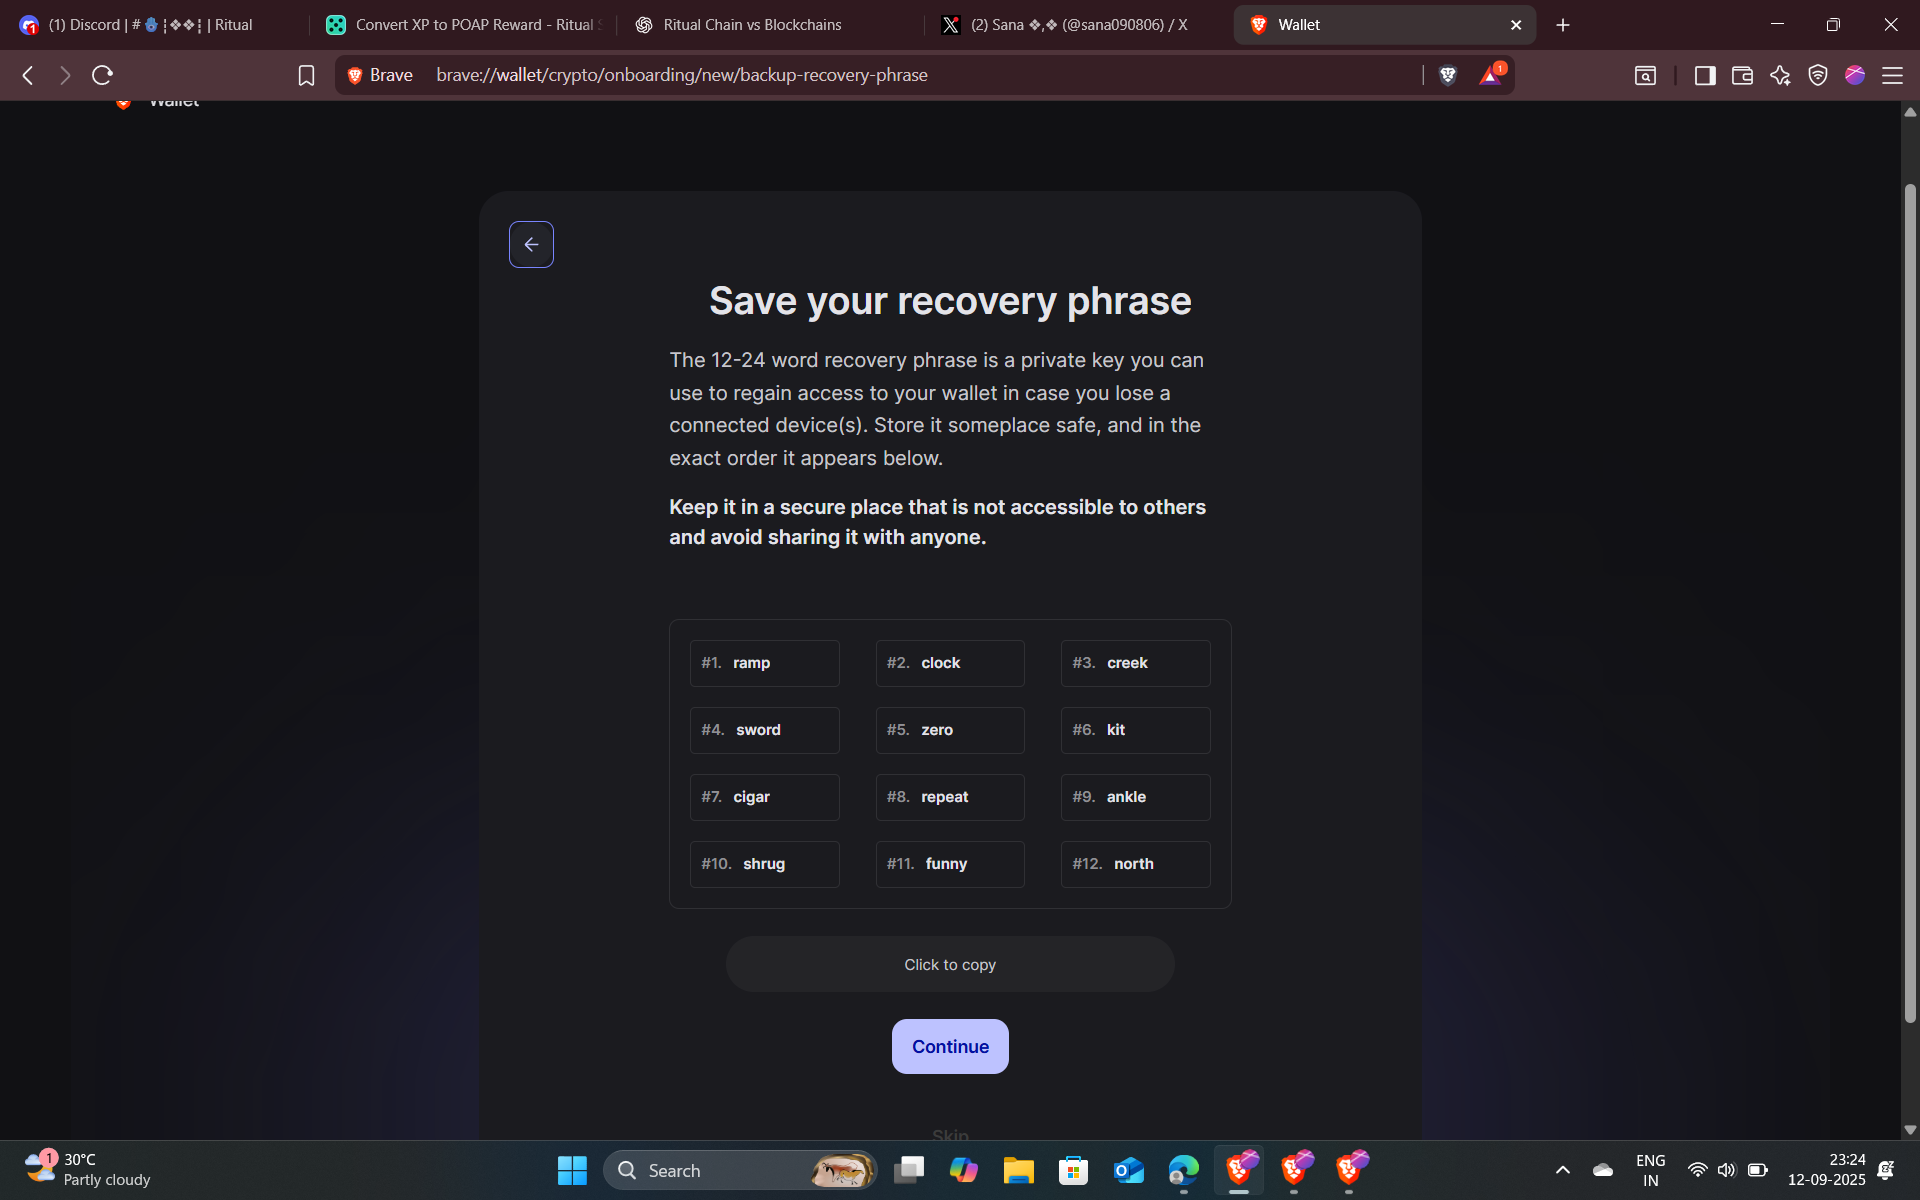 (1) Discord | # ¦❖❖¦ | Ritual
Convert XP to POAP Reward - Ritual
Ritual Chain vs Blockchains
(2) Sana ❖,❖ (@sana090806) / X
Wallet
Brave
brave://wallet/crypto/onboarding/new/backup-recovery-phrase
1
Wallet
Save your recovery phrase
The 12-24 word recovery phrase is a private key you can
use to regain access to your wallet in case you lose a
connected device(s). Store it someplace safe, and in the
exact order it appears below.
Keep it in a secure place that is not accessible to others
and avoid sharing it with anyone.
#1. ramp
#2. clock
#3. creek
#4. sword
#5. zero
#6. kit
#7. cigar
#8. repeat
#9. ankle
#10. shrug
#11. funny
#12. north
Click to copy
Continue
Skip
1
30°C
Partly cloudy
Search
ENG
IN
23:24
12-09-2025